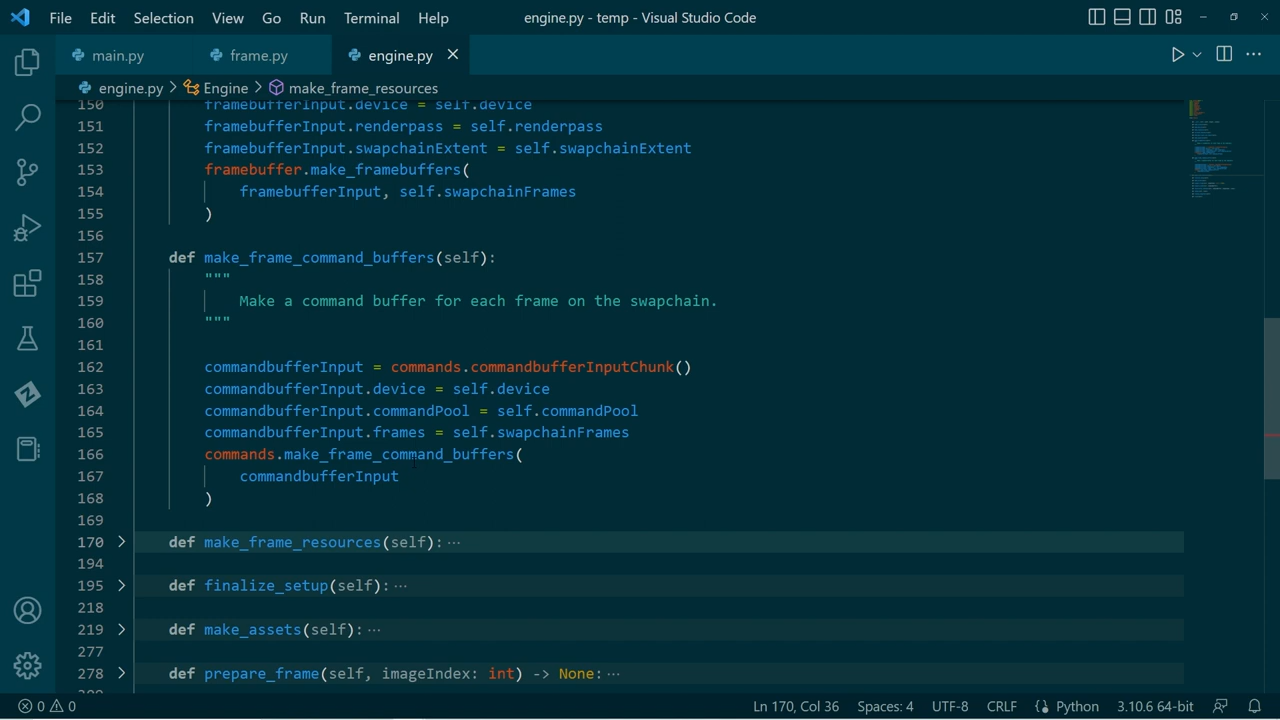 File Edit Selection View Go Run Terminal Help engine.py - temp - Visual Studio Code
main.py frame.py engine.py
engine.py > Engine > make_frame_resources
150 framebufferInput.device = self.device
151 framebufferInput.renderpass = self.renderpass
152 framebufferInput.swapchainExtent = self.swapchainExtent
153 framebuffer.make_framebuffers(
154 framebufferInput, self.swapchainFrames
155 )
156
157 def make_frame_command_buffers(self):
158 """
159 Make a command buffer for each frame on the swapchain.
160 """
161
162 commandbufferInput = commands.commandbufferInputChunk()
163 commandbufferInput.device = self.device
164 commandbufferInput.commandPool = self.commandPool
165 commandbufferInput.frames = self.swapchainFrames
166 commands.make_frame_command_buffers(
167 commandbufferInput
168 )
169
170 > def make_frame_resources(self): ···
194
195 > def finalize_setup(self): ···
218
219 > def make_assets(self): ···
277
278 > def prepare_frame(self, imageIndex: int) -> None: ···
0 0 Ln 170, Col 36 Spaces: 4 UTF-8 CRLF Python 3.10.6 64-bit